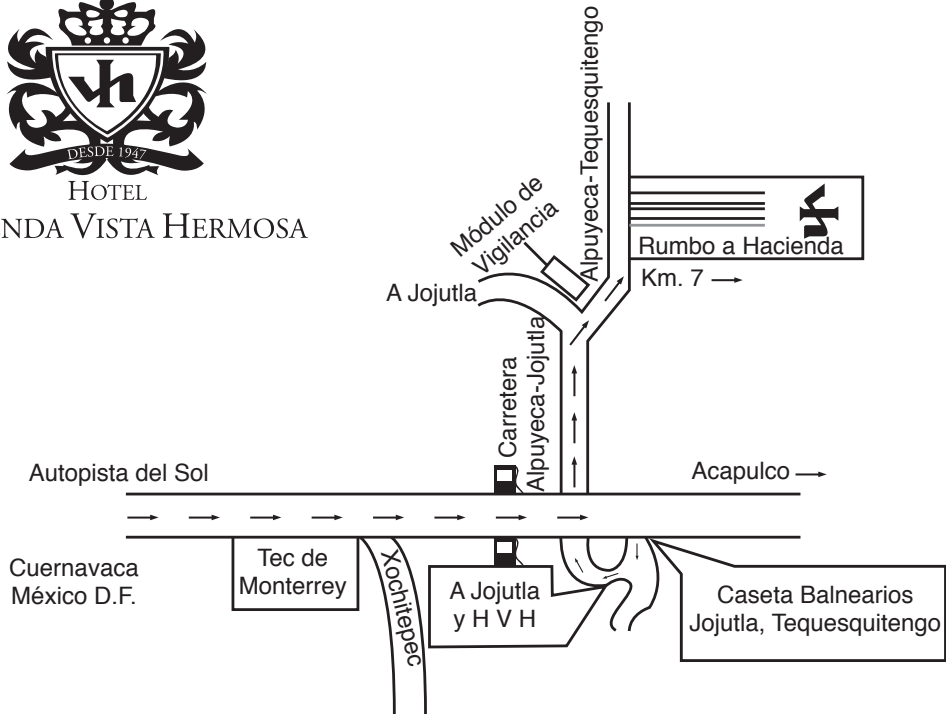 DESDE 1947
HOTEL
NDA VISTA HERMOSA
Alpuyeca-Tequesquitengo
Módulo de
Vigilancia
Rumbo a Hacienda
Km. 7
A Jojutla
Carretera
Alpuyeca-Jojutla
Autopista del Sol
Acapulco
Cuernavaca
México D.F.
Tec de
Monterrey
Xochitepec
A Jojutla
y H V H
Caseta Balnearios
Jojutla, Tequesquitengo